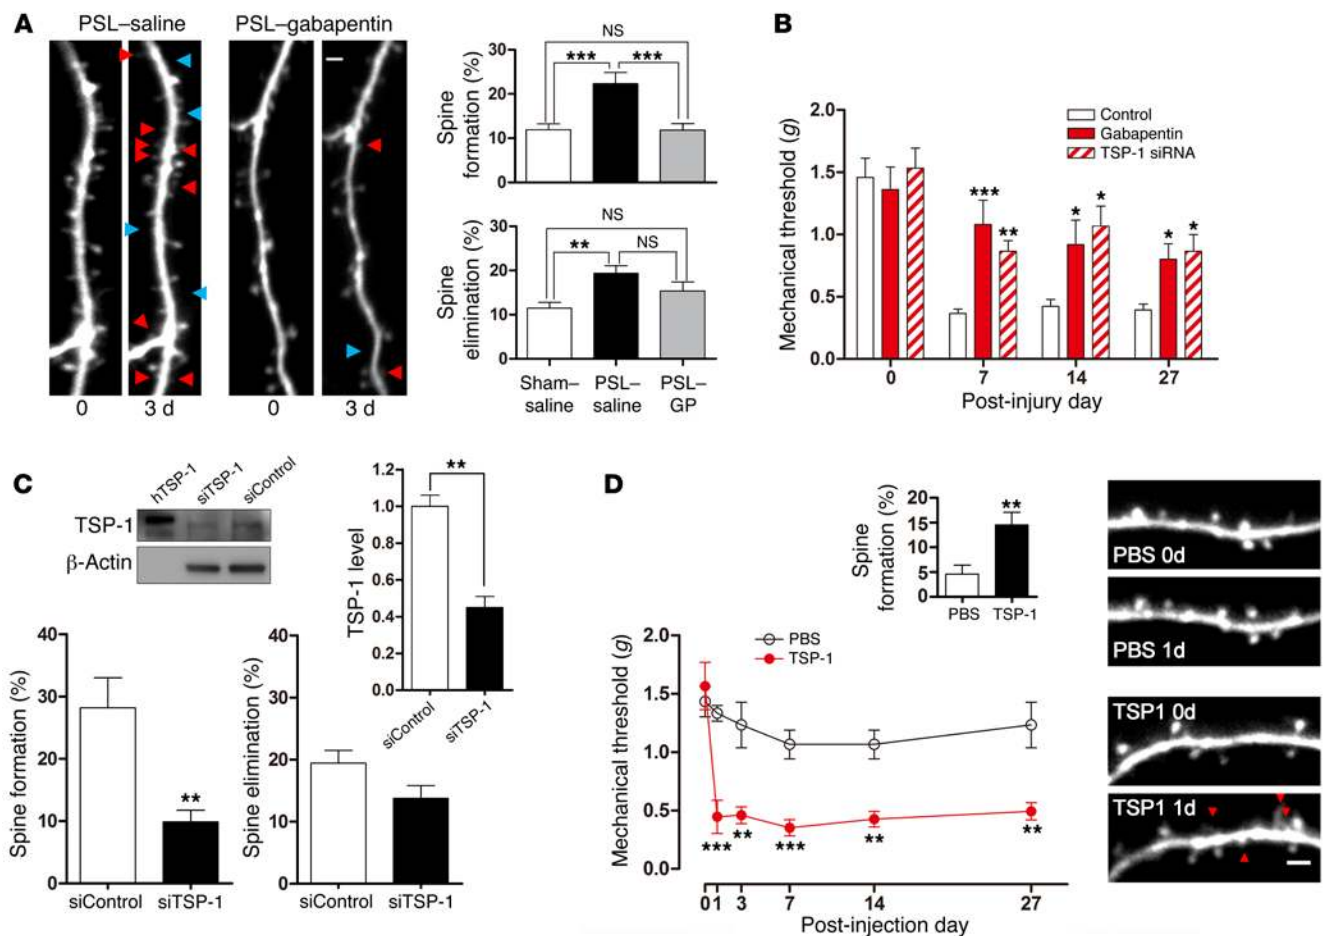 A
PSL–saline
PSL–gabapentin
0
3 d
0
3 d
Spine
formation (%)
30
20
10
0
NS
***
***
Spine
elimination (%)
30
20
10
0
NS
**
NS
Sham–
saline
PSL–
saline
PSL–
GP
B
Mechanical threshold (g)
2.0
1.5
1.0
0.5
0.0
Control
Gabapentin
TSP-1 siRNA
***
**
*
*
*
*
0
7
14
27
Post-injury day
C
hTSP-1
siTSP-1
siControl
TSP-1
β-Actin
TSP-1 level
1.2
1.0
0.8
0.6
0.4
0.2
0.0
**
siControl
siTSP-1
Spine formation (%)
40
30
20
10
0
**
siControl
siTSP-1
Spine elimination (%)
40
30
20
10
0
siControl
siTSP-1
D
Spine
formation (%)
20
15
10
5
0
**
PBS
TSP-1
Mechanical threshold (g)
2.0
1.5
1.0
0.5
0.0
PBS
TSP-1
***
**
***
**
**
0
1
3
7
14
27
Post-injection day
PBS 0d
PBS 1d
TSP1 0d
TSP1 1d